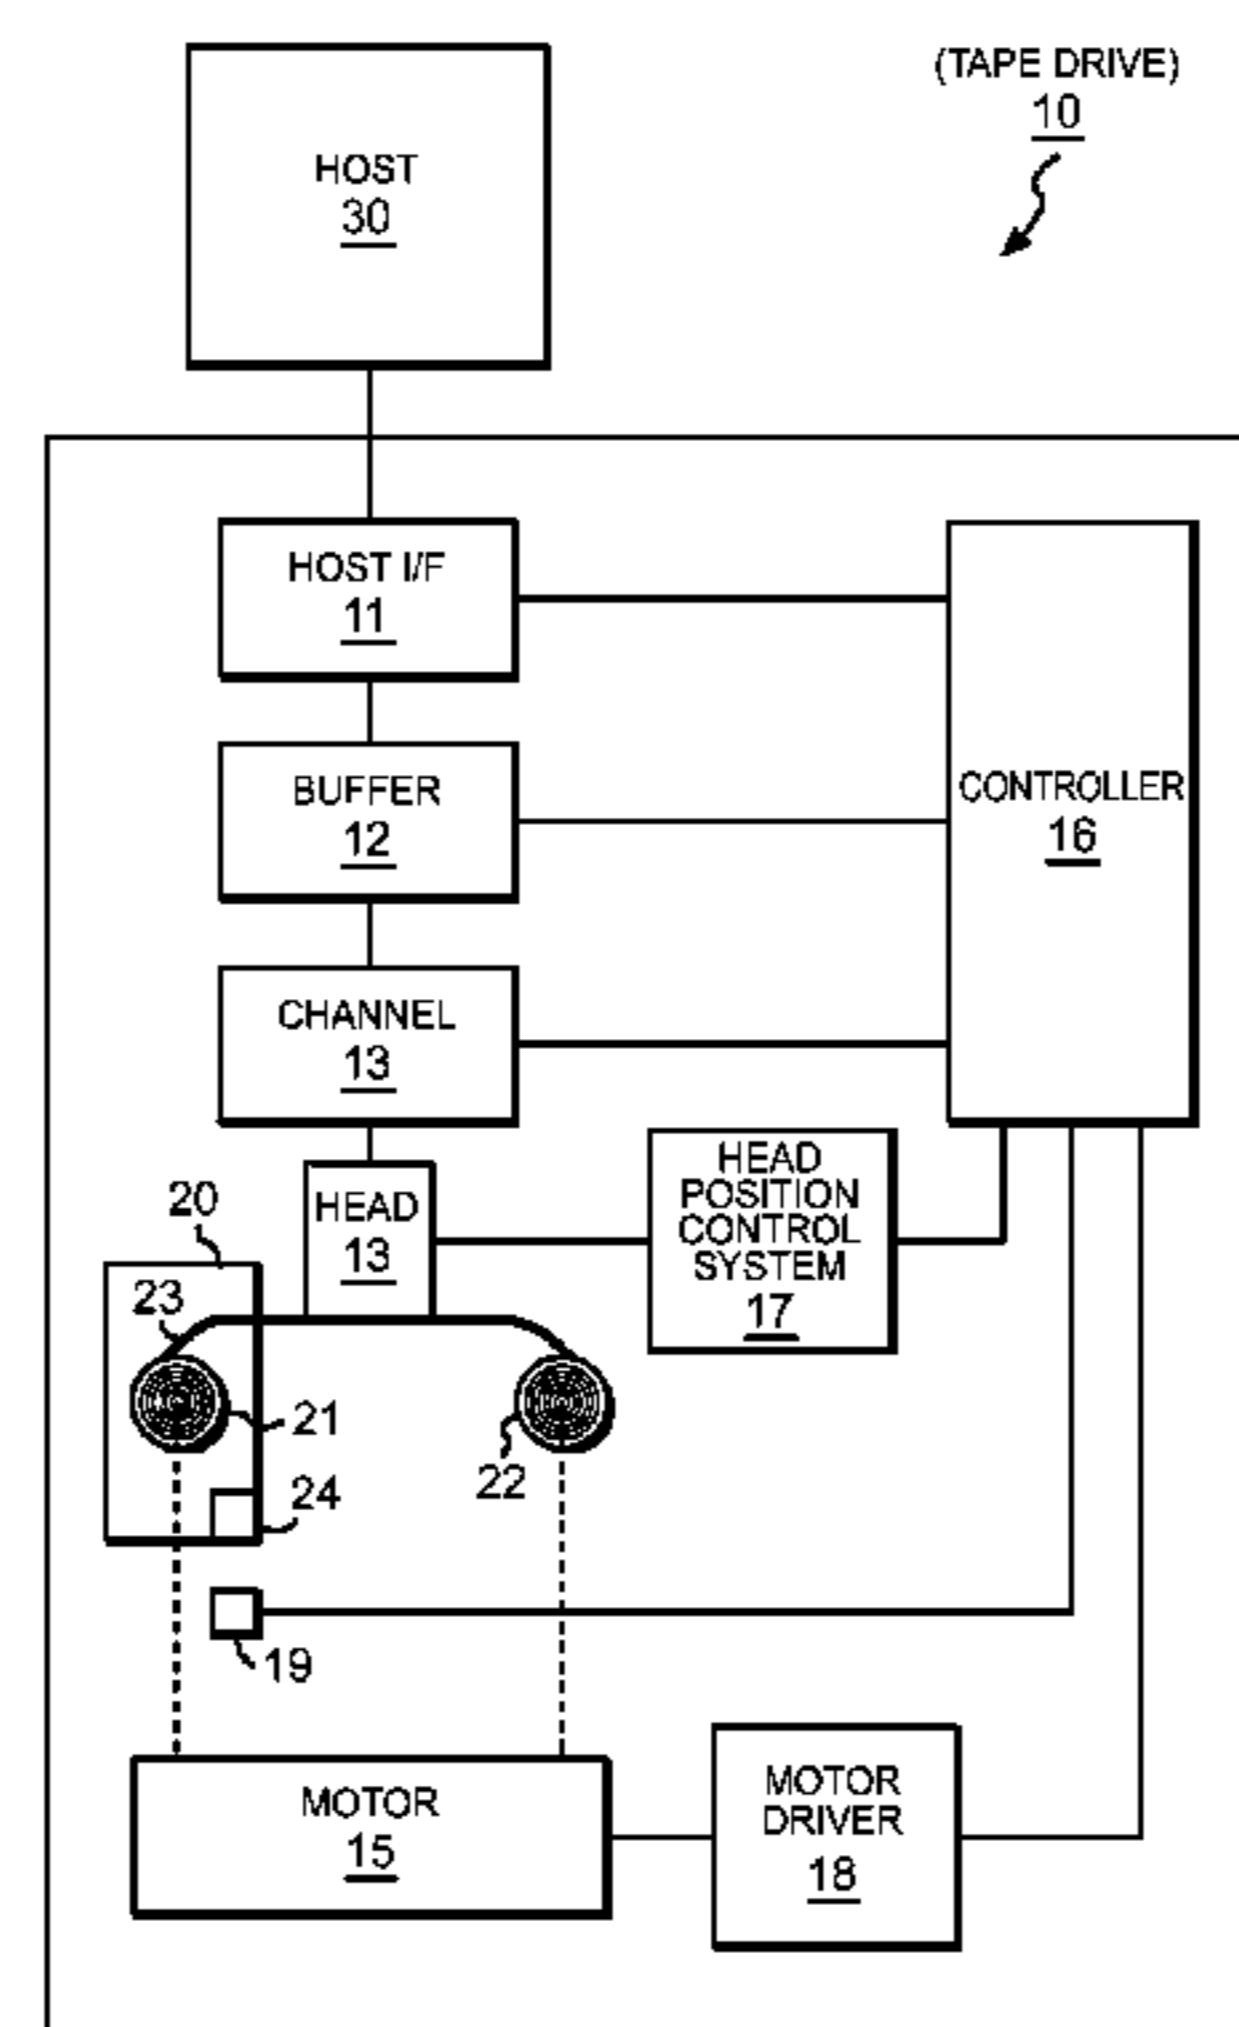 (TAPE DRIVE)
10
HOST
30
HOST I/F
11
BUFFER
12
CONTROLLER
16
CHANNEL
13
HEAD
13
HEAD
POSITION
CONTROL
SYSTEM
17
20
23
21
22
24
19
MOTOR
15
MOTOR
DRIVER
18